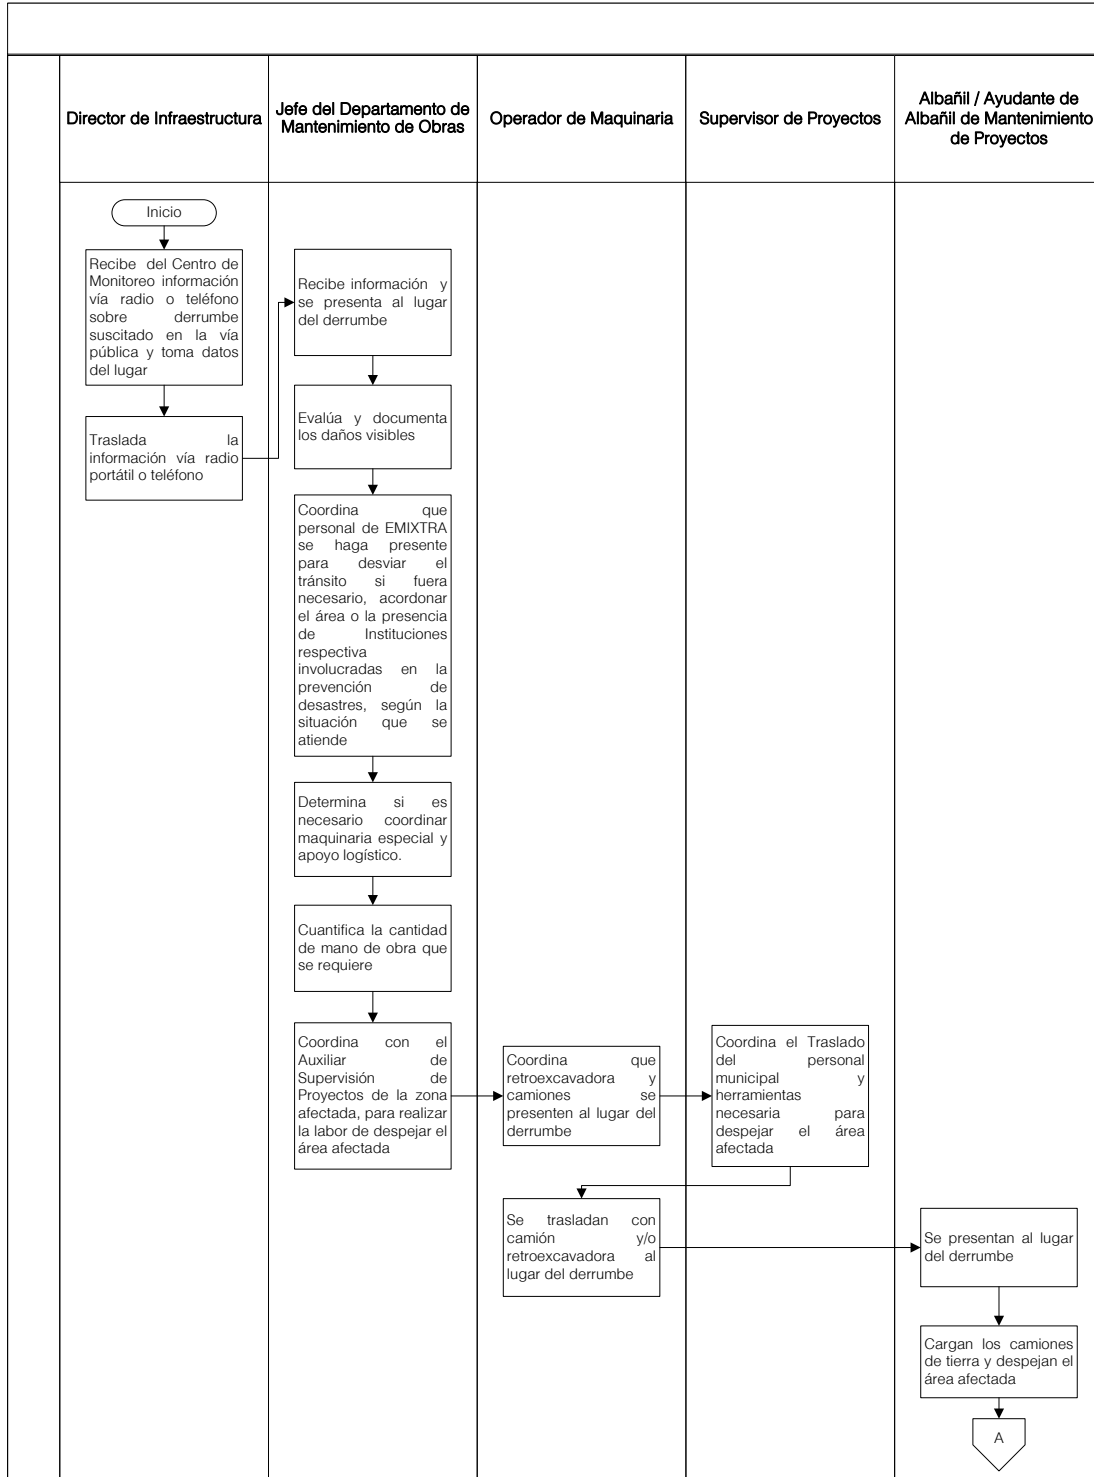 Director de Infraestructura
Jefe del Departamento de
Mantenimiento de Obras
Operador de Maquinaria
Supervisor de Proyectos
Albañil / Ayudante de
Albañil de Mantenimiento
de Proyectos
Inicio
Recibe del Centro de
Monitoreo información
vía radio o teléfono
sobre derrumbe
suscitado en la vía
pública y toma datos
del lugar
Traslada la
información vía radio
portátil o teléfono
Recibe información y
se presenta al lugar
del derrumbe
Evalúa y documenta
los daños visibles
Coordina que
personal de EMIXTRA
se haga presente
para desviar el
tránsito si fuera
necesario, acordonar
el área o la presencia
de Instituciones
respectiva
involucradas en la
prevención de
desastres, según la
situación que se
atiende
Determina si es
necesario coordinar
maquinaria especial y
apoyo logístico.
Cuantifica la cantidad
de mano de obra que
se requiere
Coordina con el
Auxiliar de
Supervisión de
Proyectos de la zona
afectada, para realizar
la labor de despejar el
área afectada
Coordina que
retroexcavadora y
camiones se
presenten al lugar del
derrumbe
Coordina el Traslado
del personal
municipal y
herramientas
necesaria para
despejar el área
afectada
Se trasladan con
camión y/o
retroexcavadora al
lugar del derrumbe
Se presentan al lugar
del derrumbe
Cargan los camiones
de tierra y despejan el
área afectada
A